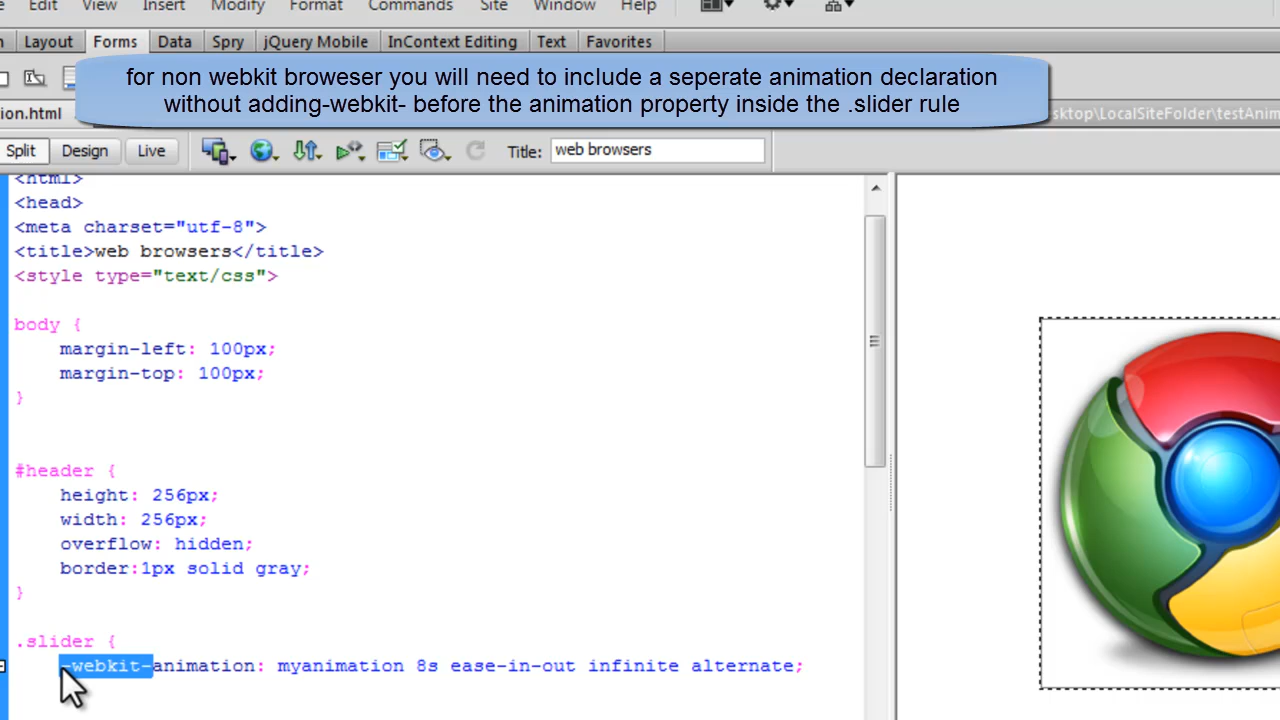 Edit View Insert Modify Format Commands Site Window Help
Layout Forms Data Spry jQuery Mobile InContext Editing Text Favorites
for non webkit broweser you will need to include a seperate animation declaration
without adding-webkit- before the animation property inside the .slider rule
ion.html
sktop\LocalSiteFolder\testAnim
Split Design Live Title: web browsers
<html>
<head>
<meta charset="utf-8">
<title>web browsers</title>
<style type="text/css">
body {
margin-left: 100px;
margin-top: 100px;
}
#header {
height: 256px;
width: 256px;
overflow: hidden;
border:1px solid gray;
}
.slider {
-webkit-animation: myanimation 8s ease-in-out infinite alternate;